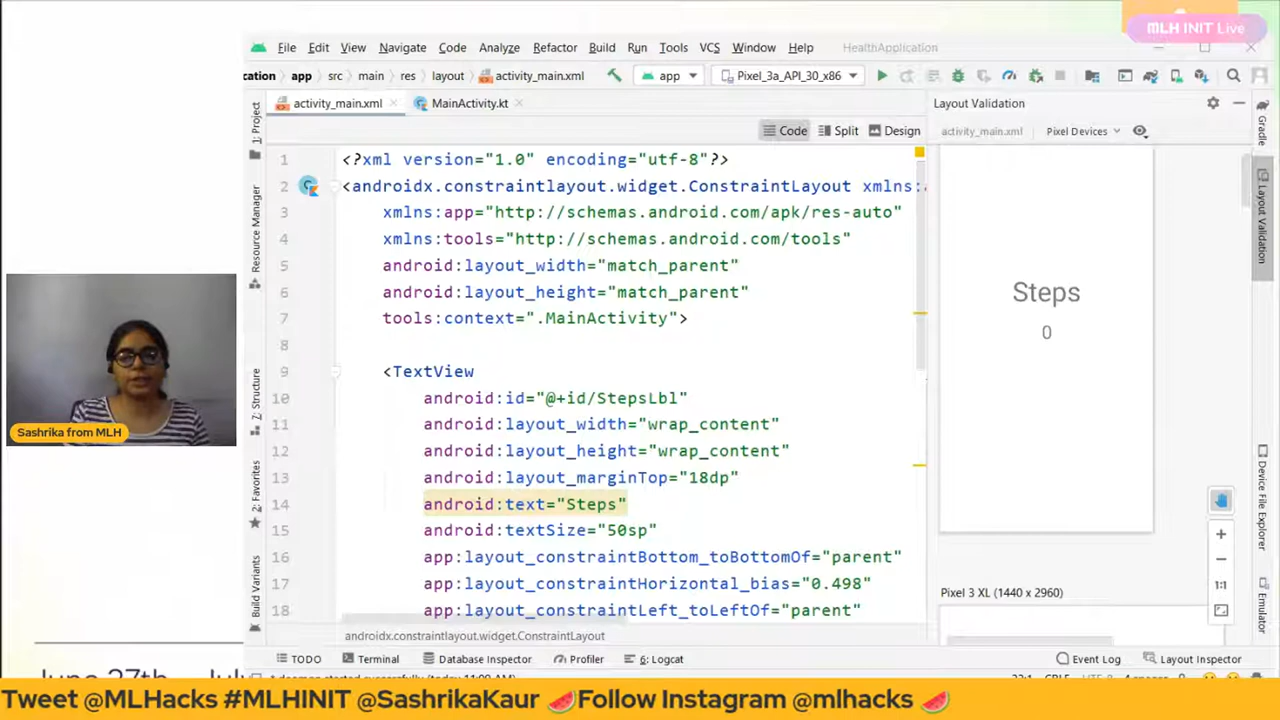 MLH INIT Live
File Edit View Navigate Code Analyze Refactor Build Run Tools VCS Window Help HealthApplication
cation app src main res layout activity_main.xml app Pixel_3a_API_30_x86
activity_main.xml MainActivity.kt
Layout Validation
Code Split Design
activity_main.xml Pixel Devices
1: Project
Resource Manager
7: Structure
2: Favorites
Build Variants
1 <?xml version="1.0" encoding="utf-8"?>
2 <androidx.constraintlayout.widget.ConstraintLayout xmlns:
3 xmlns:app="http://schemas.android.com/apk/res-auto"
4 xmlns:tools="http://schemas.android.com/tools"
5 android:layout_width="match_parent"
6 android:layout_height="match_parent"
7 tools:context=".MainActivity">
8
9 <TextView
10 android:id="@+id/StepsLbl"
11 android:layout_width="wrap_content"
12 android:layout_height="wrap_content"
13 android:layout_marginTop="18dp"
14 android:text="Steps"
15 android:textSize="50sp"
16 app:layout_constraintBottom_toBottomOf="parent"
17 app:layout_constraintHorizontal_bias="0.498"
18 app:layout_constraintLeft_toLeftOf="parent"
androidx.constraintlayout.widget.ConstraintLayout
Steps
0
Pixel 3 XL (1440 x 2960)
1:1
Gradle
Layout Validation
Device File Explorer
Emulator
Sashrika from MLH
TODO Terminal Database Inspector Profiler 6: Logcat Event Log Layout Inspector
June 27th
Tweet @MLHacks #MLHINIT @SashrikaKaur 🍉Follow Instagram @mlhacks 🍉